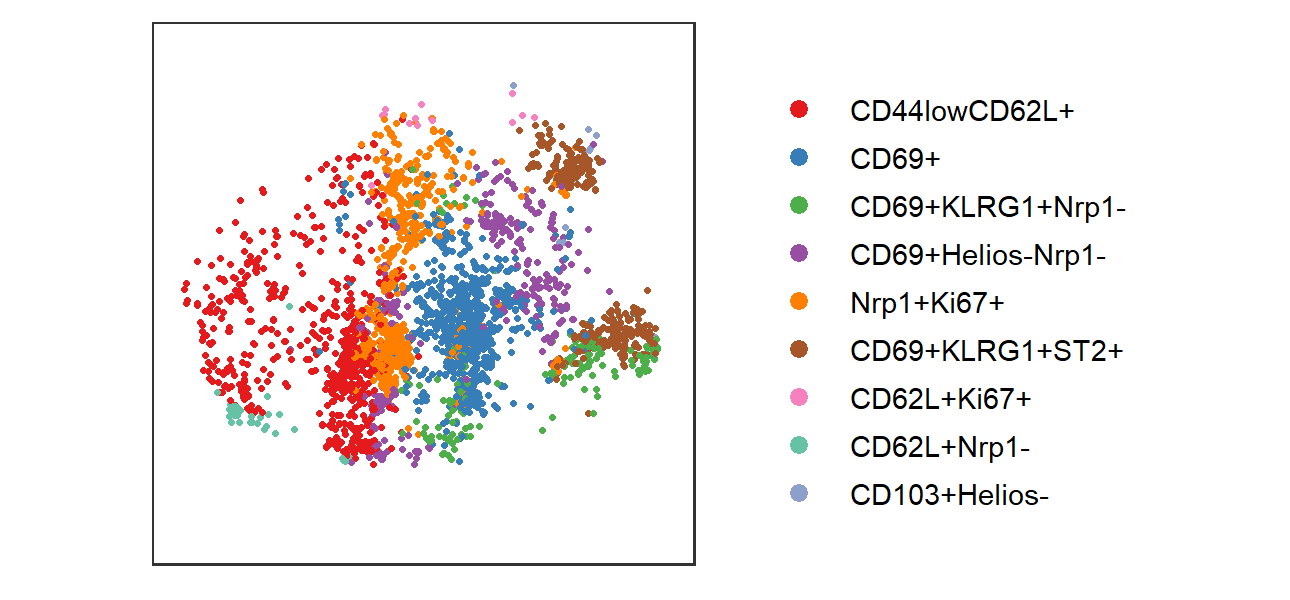 CD44lowCD62L+
CD69+
CD69+KLRG1+Nrp1-
CD69+Helios-Nrp1-
Nrp1+Ki67+
CD69+KLRG1+ST2+
CD62L+Ki67+
CD62L+Nrp1-
CD103+Helios-